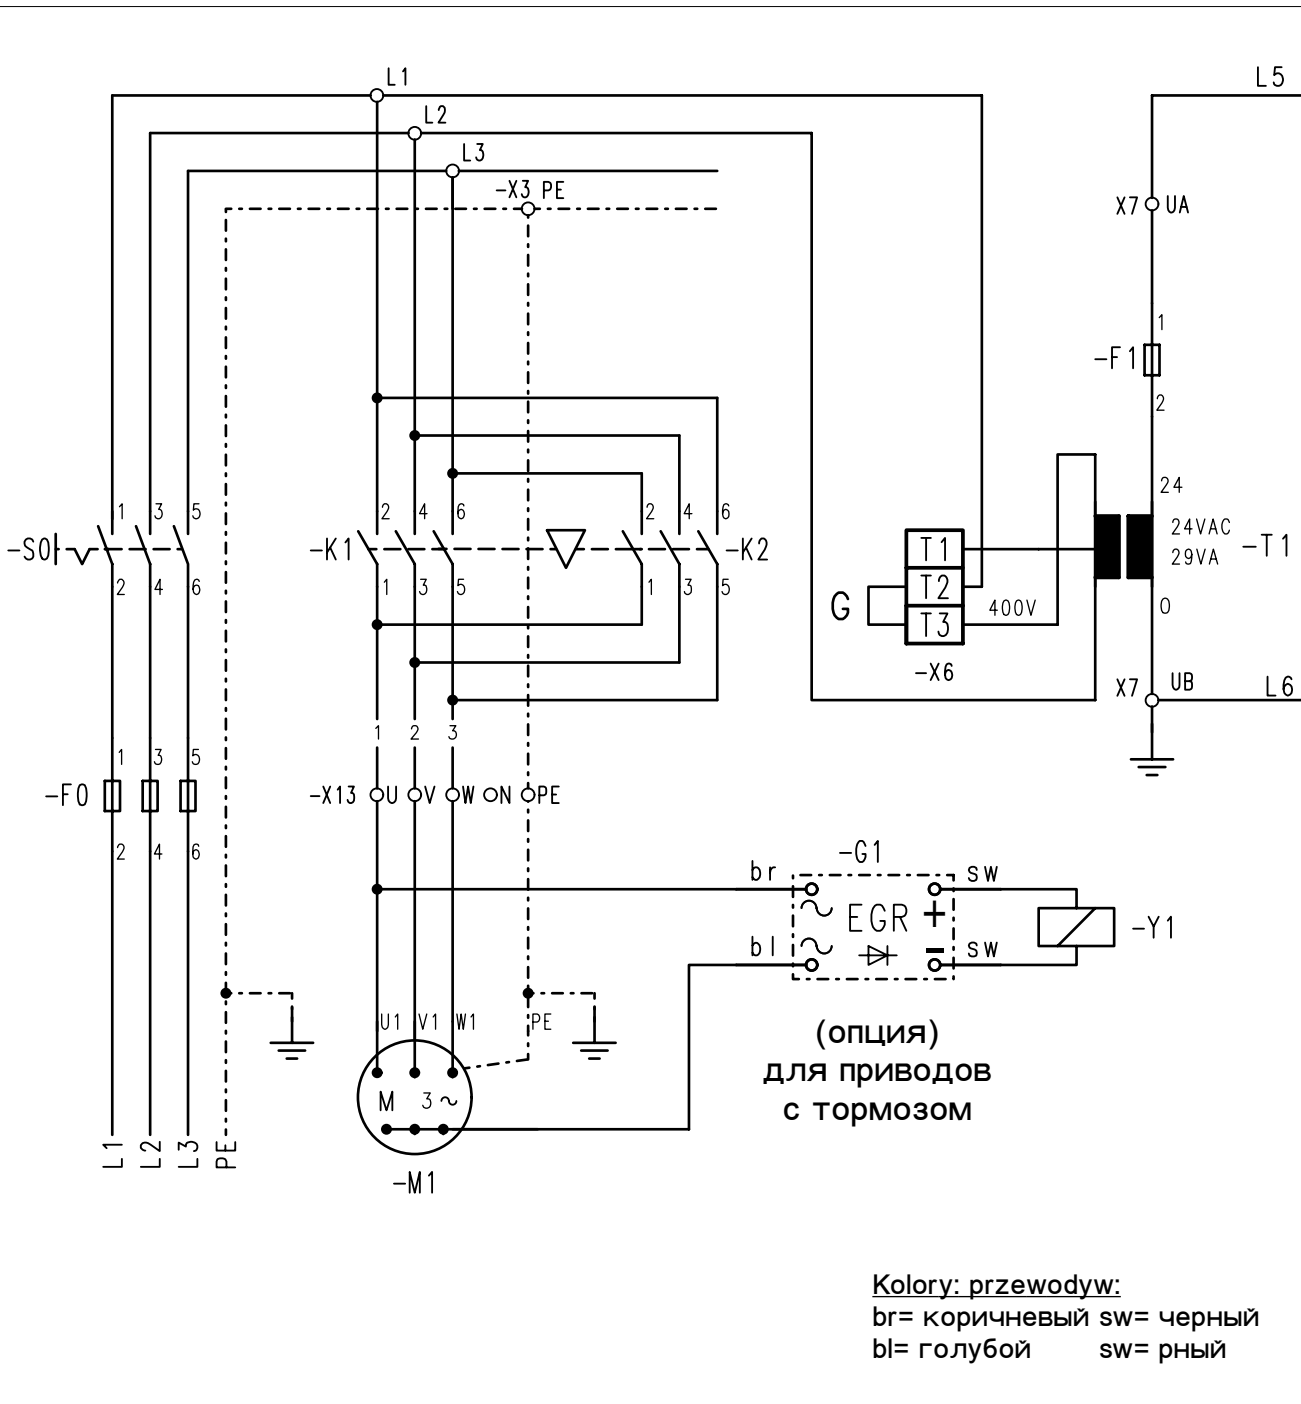 L1
L5
L2
L3
-X3 PE
X7 UA
1
-F1
2
24
2 4 6
2 4 6
1 3 5
-S0
-K1
-K2
T1
24VAC
29VA
-T1
2 4 6
1 3 5
1 3 5
G
T2
T3
400V
0
-X6
X7 UB
L6
1 2 3
1 3 5
-F0
-X13 U V W N PE
2 4 6
-G1
br
sw
EGR
+
-Y1
bl
-
sw
U1 V1 W1 PE
(опция)
для приводов
с тормозом
M 3 ~
L1 L2 L3 PE
-M1
Kolory: przewodyw:
br= коричневый sw= черный
bl= голубой sw= рный